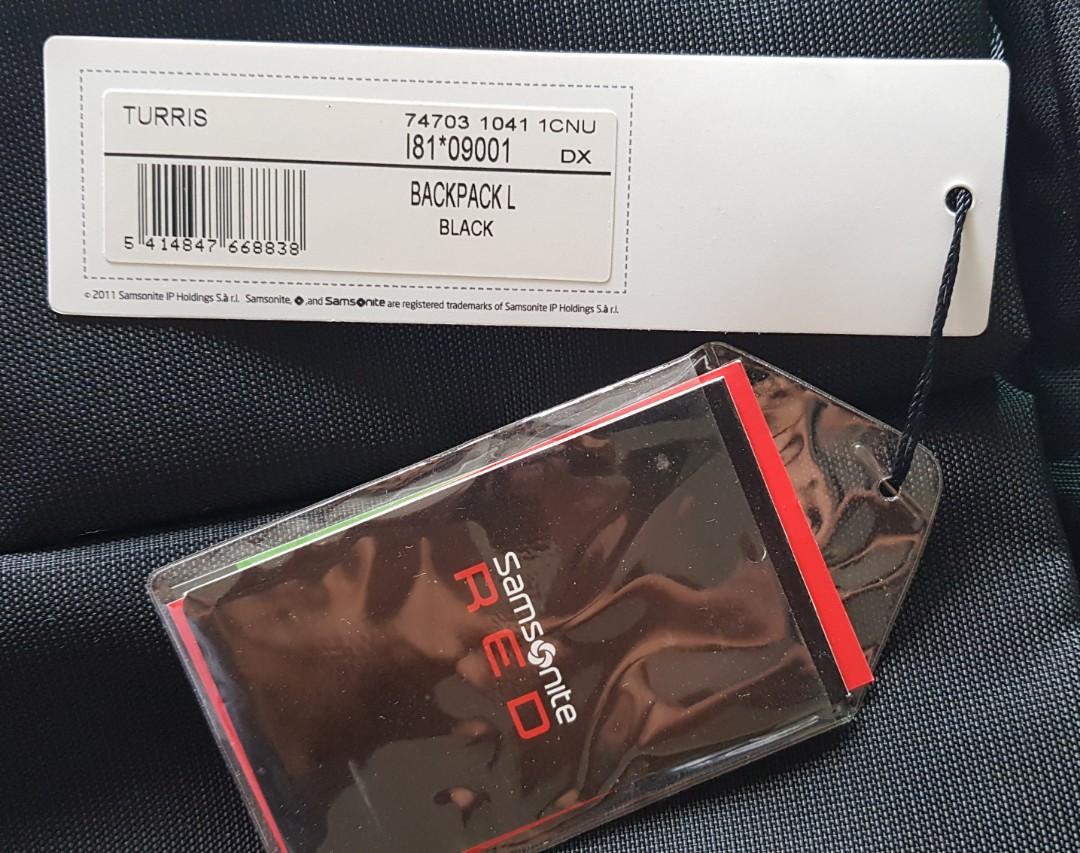 TURRIS
74703 1041 1CNU
I81*09001 DX
BACKPACK L
BLACK
5 414847 668838
© 2011 Samsonite IP Holdings S.à r.l. Samsonite, ,and Samsonite are registered trademarks of Samsonite IP Holdings S.à r.l.
Samsonite
RED